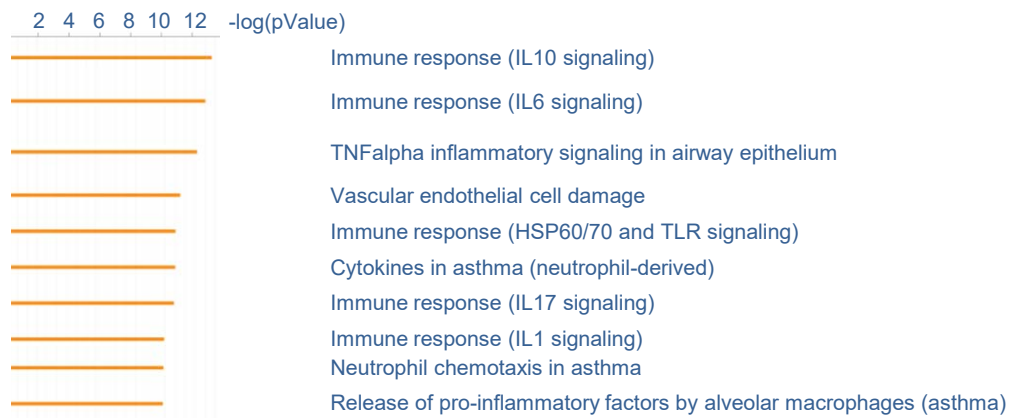 2 4 6 8 10 12 -log(pValue)
Immune response (IL10 signaling)
Immune response (IL6 signaling)
TNFalpha inflammatory signaling in airway epithelium
Vascular endothelial cell damage
Immune response (HSP60/70 and TLR signaling)
Cytokines in asthma (neutrophil-derived)
Immune response (IL17 signaling)
Immune response (IL1 signaling)
Neutrophil chemotaxis in asthma
Release of pro-inflammatory factors by alveolar macrophages (asthma)